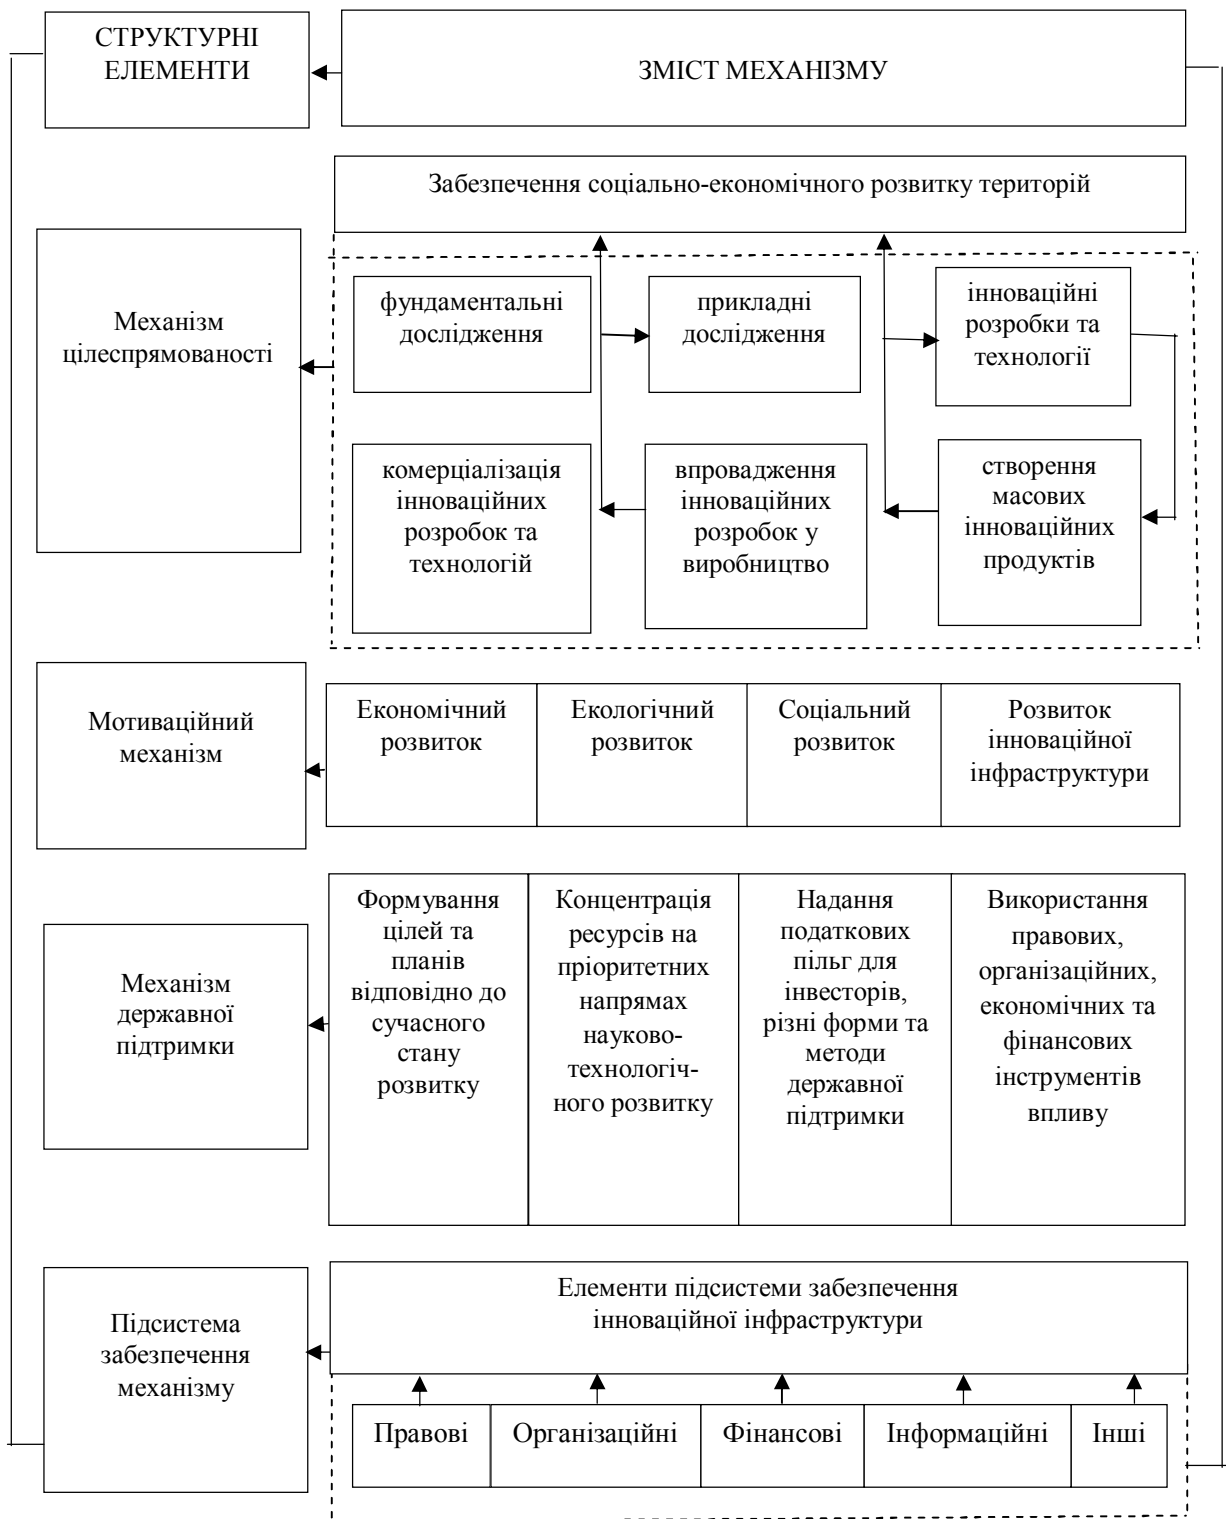 СТРУКТУРНІ
ЕЛЕМЕНТИ
ЗМІСТ МЕХАНІЗМУ
Забезпечення соціально-економічного розвитку територій
Механізм
цілеспрямованості
фундаментальні
дослідження
прикладні
дослідження
інноваційні
розробки та
технології
комерціалізація
інноваційних
розробок та
технологій
впровадження
інноваційних
розробок у
виробництво
створення
масових
інноваційних
продуктів
Мотиваційний
механізм
Економічний
розвиток
Екологічний
розвиток
Соціальний
розвиток
Розвиток
інноваційної
інфраструктури
Механізм
державної
підтримки
Формування
цілей та
планів
відповідно до
сучасного
стану
розвитку
Концентрація
ресурсів на
пріоритетних
напрямах
науково-
технологіч-
ного розвитку
Надання
податкових
пільг для
інвесторів,
різні форми та
методи
державної
підтримки
Використання
правових,
організаційних,
економічних та
фінансових
інструментів
впливу
Підсистема
забезпечення
механізму
Елементи підсистеми забезпечення
інноваційної інфраструктури
Правові
Організаційні
Фінансові
Інформаційні
Інші